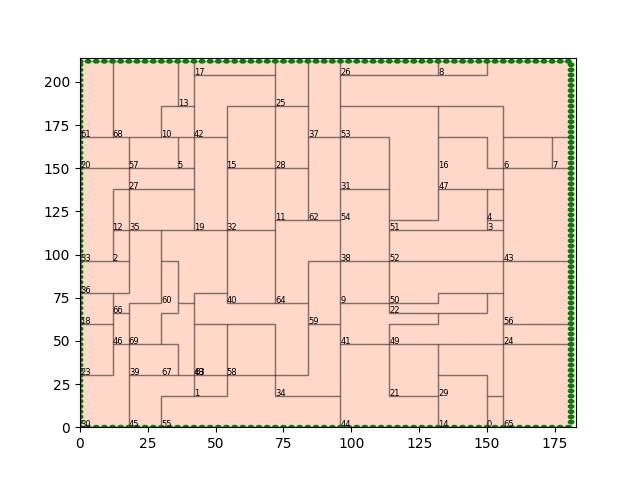 17 26 8
200
13 25
175
61 68 10 42 37 53
150 20 57 5 15 28 16 6 7
27 31 47
125
12 35 19 32 11 62 54 51 4 3
100 33 2 38 52 43
75 36 60 40 64 9 50
66 22
18 59 56
50 46 69 41 49 24
25 23 39 67 58
1 34 21 29
0 45 55 44 14 0 65
0 25 50 75 100 125 150 175